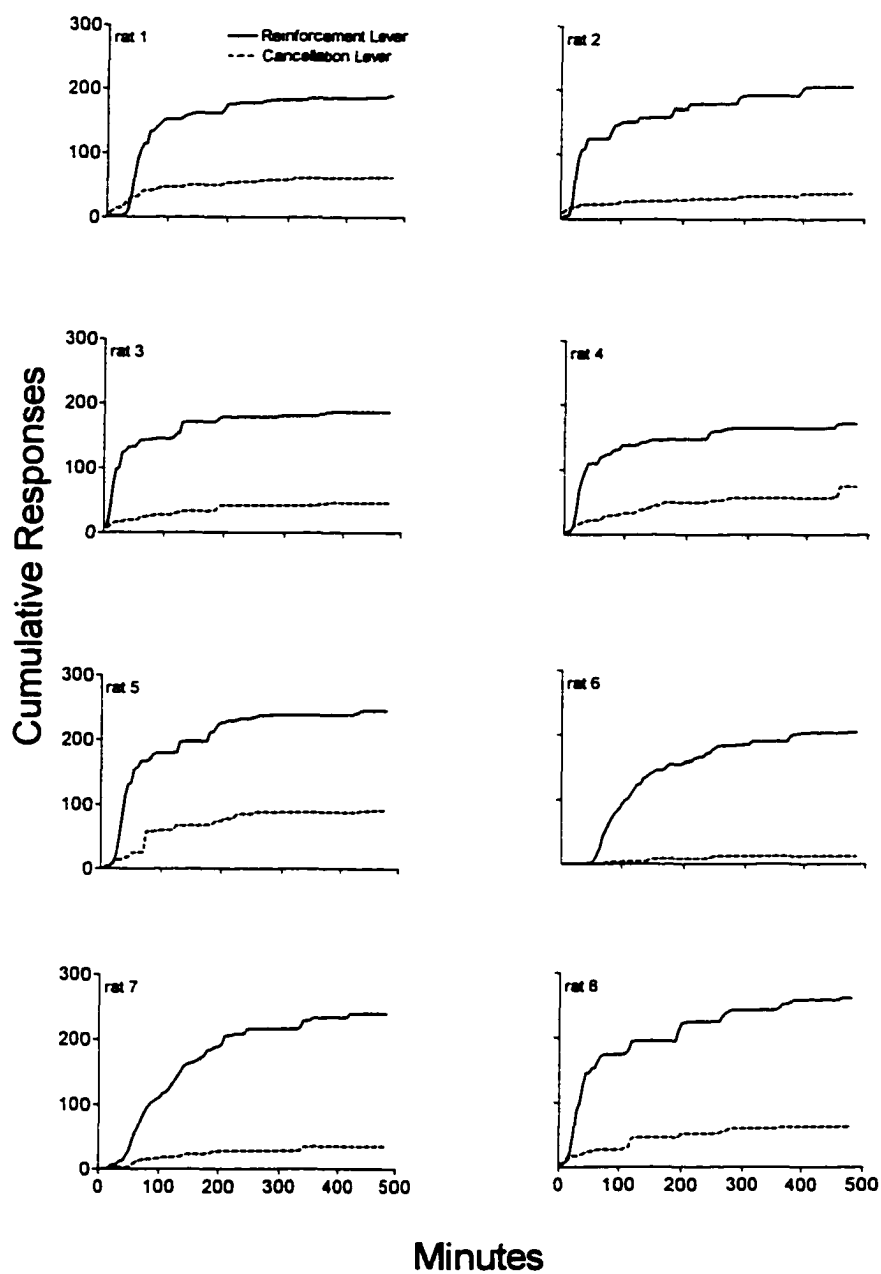 300
200
100
0
rat 1
Reinforcement Lever
Cancellation Lever
rat 2
300
200
100
0
rat 3
rat 4
Cumulative Responses
300
200
100
0
rat 5
rat 6
300
200
100
0
rat 7
0 100 200 300 400 500
rat 8
0 100 200 300 400 500
Minutes